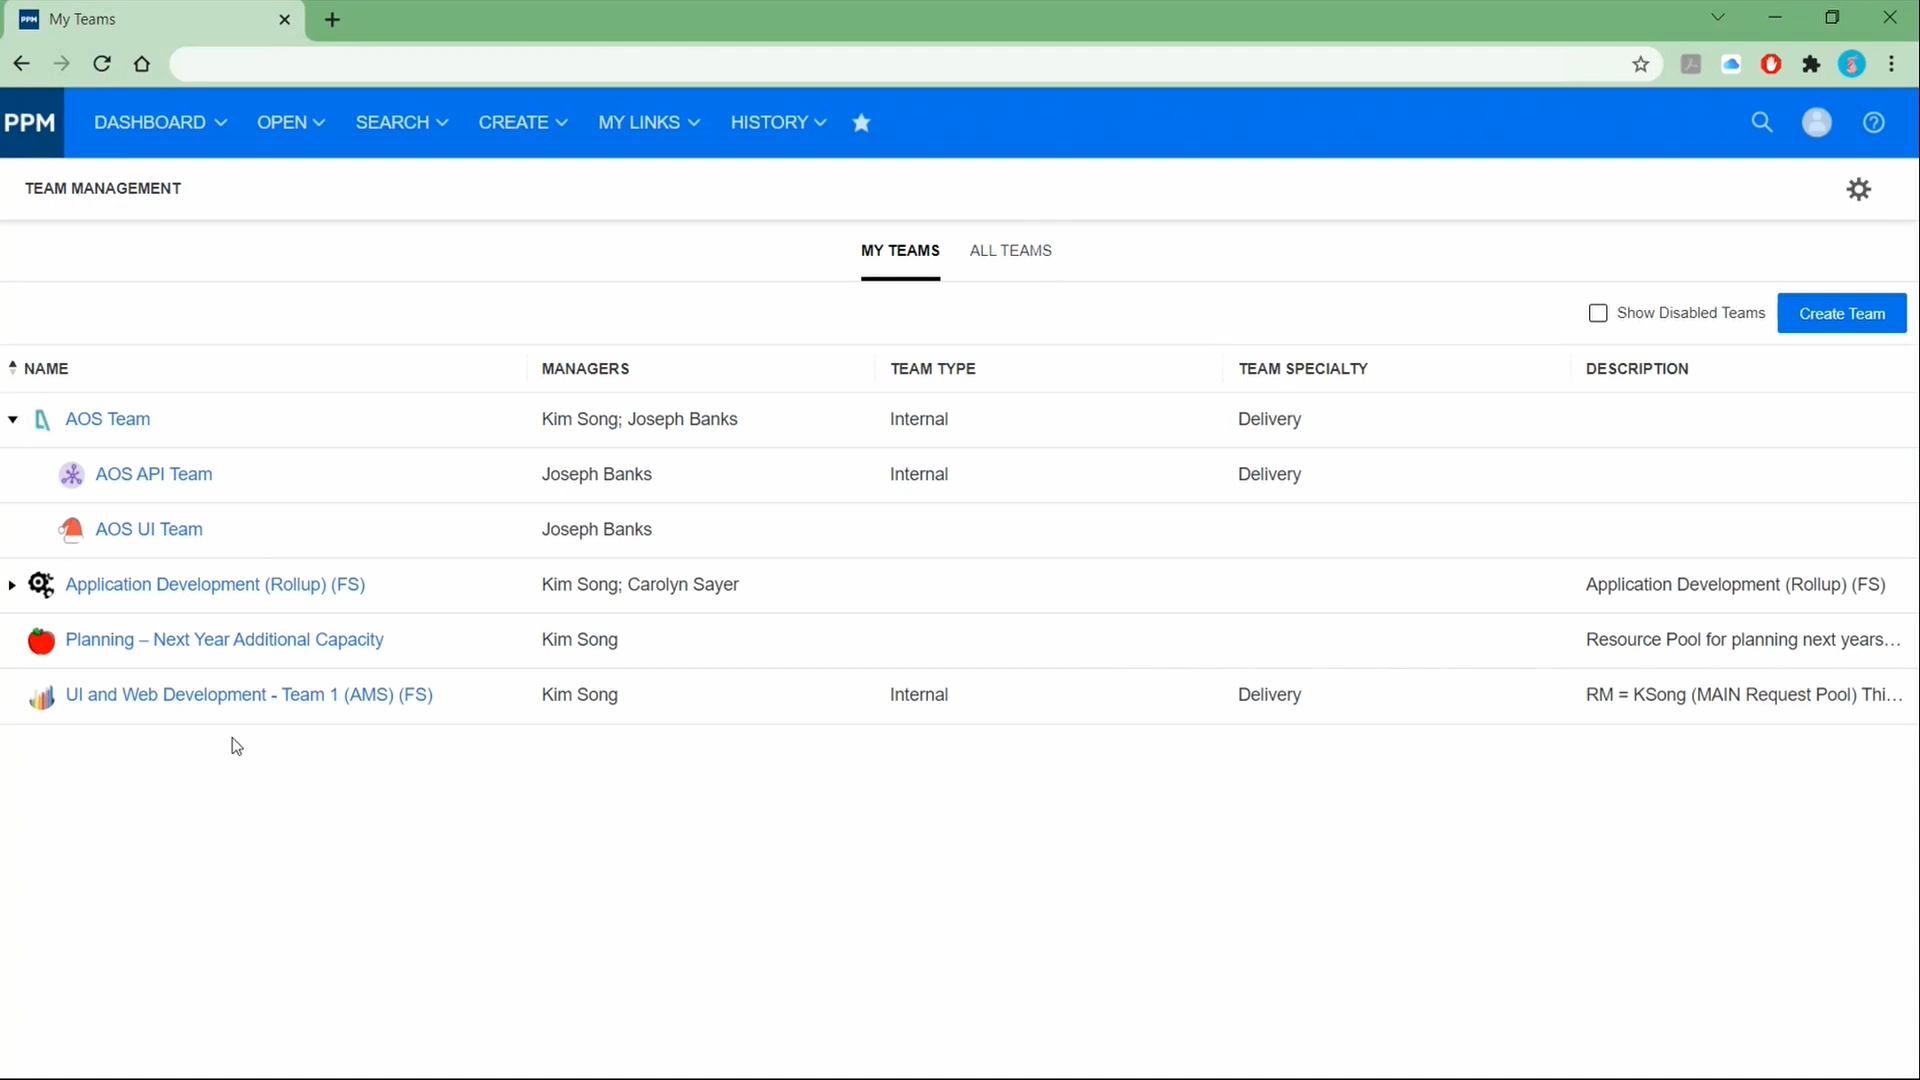 PPM My Teams
PPM DASHBOARD OPEN SEARCH CREATE MY LINKS HISTORY
TEAM MANAGEMENT
MY TEAMS ALL TEAMS
Show Disabled Teams Create Team
NAME MANAGERS TEAM TYPE TEAM SPECIALTY DESCRIPTION
AOS Team Kim Song; Joseph Banks Internal Delivery
AOS API Team Joseph Banks Internal Delivery
AOS UI Team Joseph Banks
Application Development (Rollup) (FS) Kim Song; Carolyn Sayer Application Development (Rollup) (FS)
Planning – Next Year Additional Capacity Kim Song Resource Pool for planning next years...
UI and Web Development - Team 1 (AMS) (FS) Kim Song Internal Delivery RM = KSong (MAIN Request Pool) Thi...